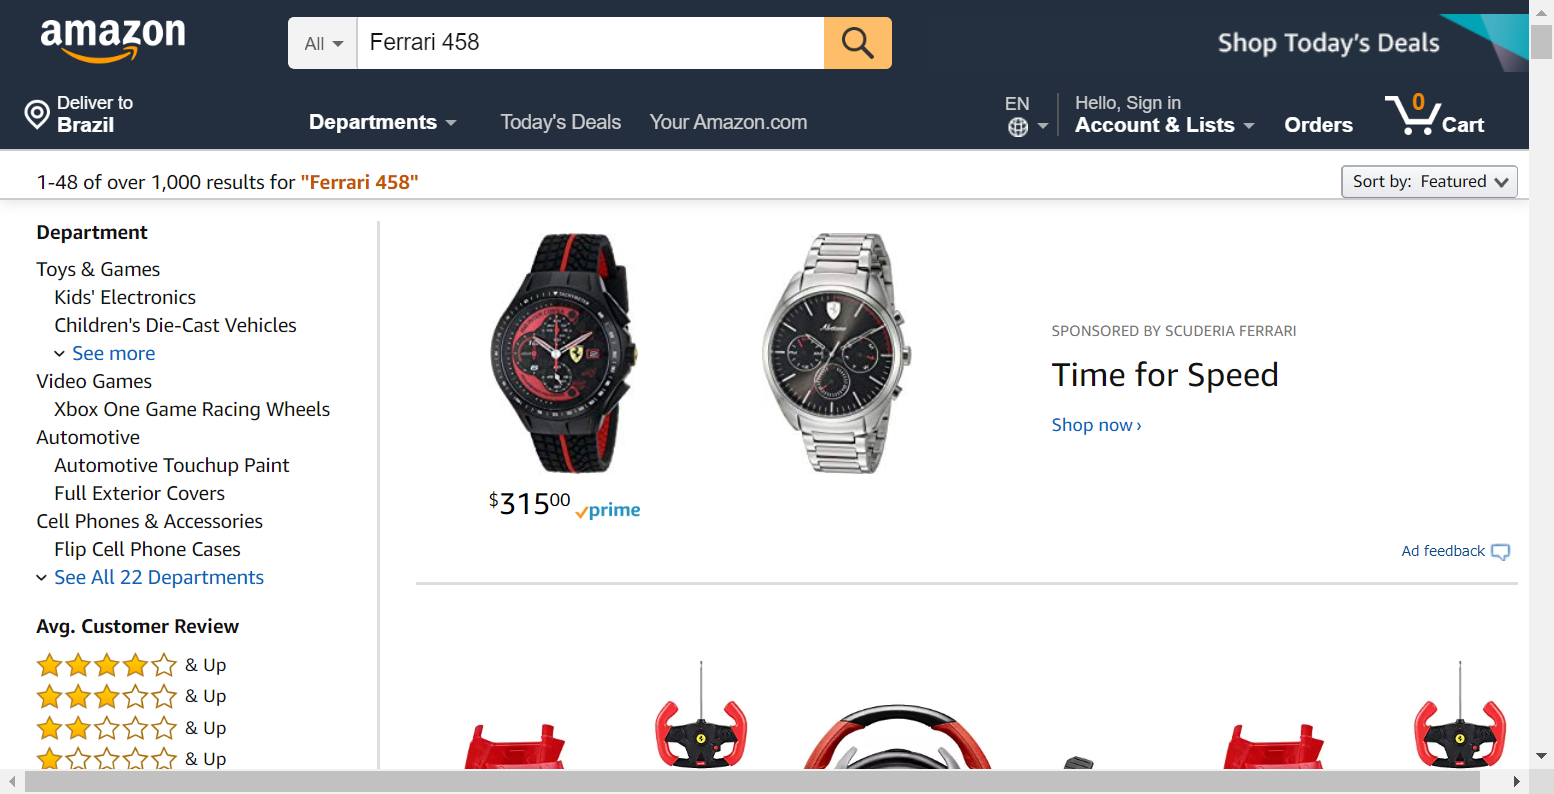 amazon
All
Ferrari 458
Shop Today's Deals
Deliver to
Brazil
Departments
Today's Deals
Your Amazon.com
EN
Hello, Sign in
Account & Lists
Orders
0
Cart
1-48 of over 1,000 results for "Ferrari 458"
Sort by: Featured
Department
Toys & Games
Kids' Electronics
Children's Die-Cast Vehicles
See more
Video Games
Xbox One Game Racing Wheels
Automotive
Automotive Touchup Paint
Full Exterior Covers
Cell Phones & Accessories
Flip Cell Phone Cases
See All 22 Departments
Avg. Customer Review
& Up
& Up
& Up
& Up
TACHYMETER
$31500 prime
SPONSORED BY SCUDERIA FERRARI
Time for Speed
Shop now ›
Ad feedback